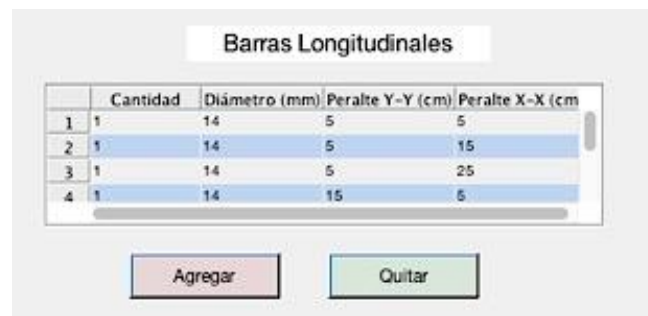 Barras Longitudinales
Cantidad Diámetro (mm) Peralte Y-Y (cm) Peralte X-X (cm
1 1 14 5 5
2 1 14 5 15
3 1 14 5 25
4 1 14 15 5
Agregar Quitar